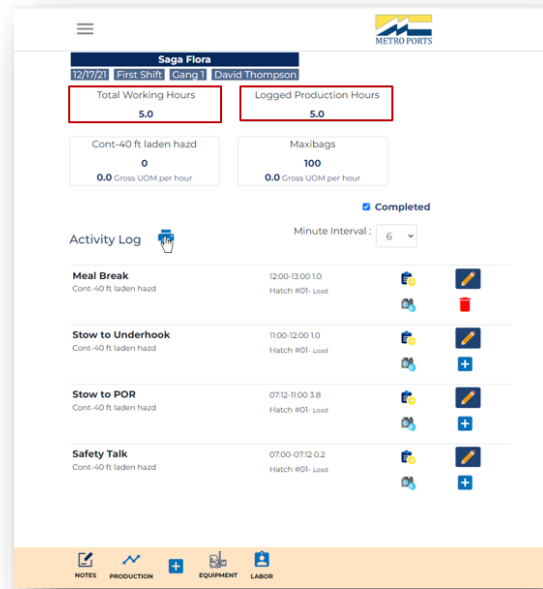 METRO PORTS
Saga Flora
12/17/21 First Shift Gang 1 David Thompson
Total Working Hours Logged Production Hours
5.0 5.0
Cont-40 ft laden hazd Maxibags
0 100
0.0 Gross UOM per hour 0.0 Gross UOM per hour
Completed
Activity Log Minute Interval : 6
Meal Break 12:00-13:00 1.0
Cont-40 ft laden hazd Hatch #01- Load
Stow to Underhook 11:00-12:00 1.0
Cont-40 ft laden hazd Hatch #01- Load
Stow to POR 07:12-11:00 3.8
Cont-40 ft laden hazd Hatch #01- Load
Safety Talk 07:00-07:12 0.2
Cont-40 ft laden hazd Hatch #01- Load
NOTES PRODUCTION EQUIPMENT LABOR